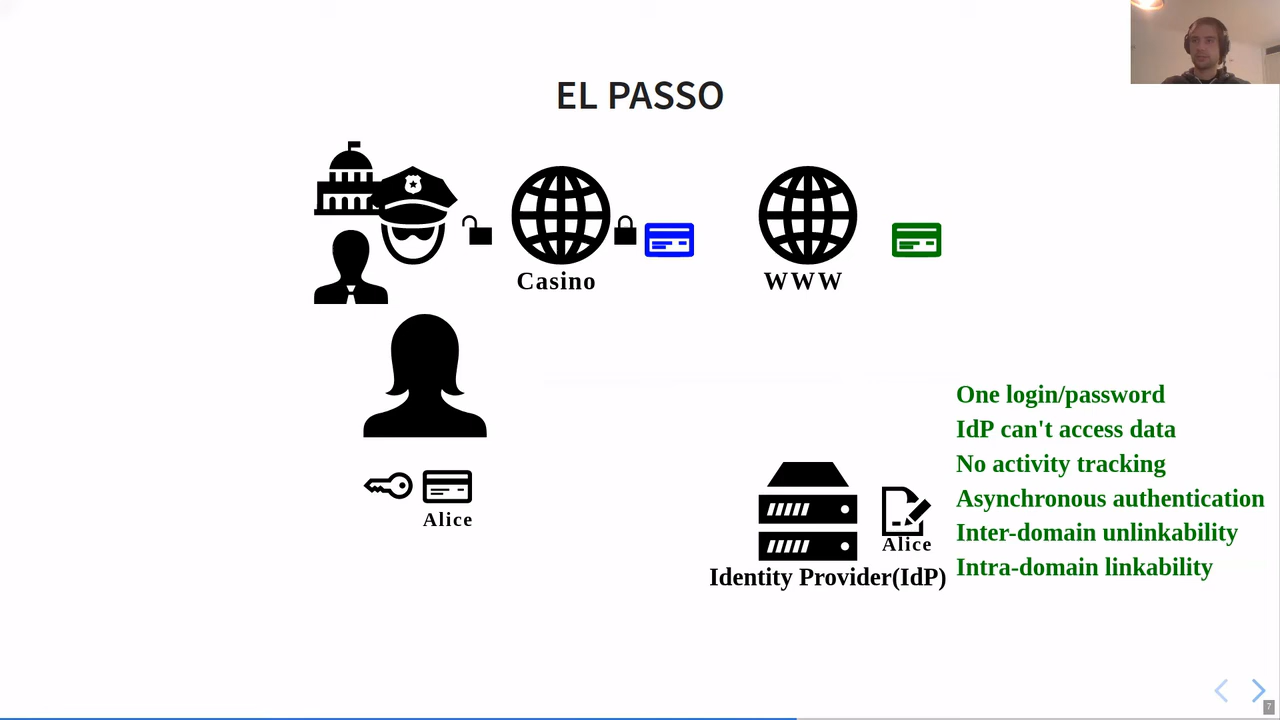 EL PASSO
Casino
WWW
One login/password
IdP can't access data
No activity tracking
Asynchronous authentication
Inter-domain unlinkability
Intra-domain linkability
Alice
Alice
Identity Provider(IdP)
7